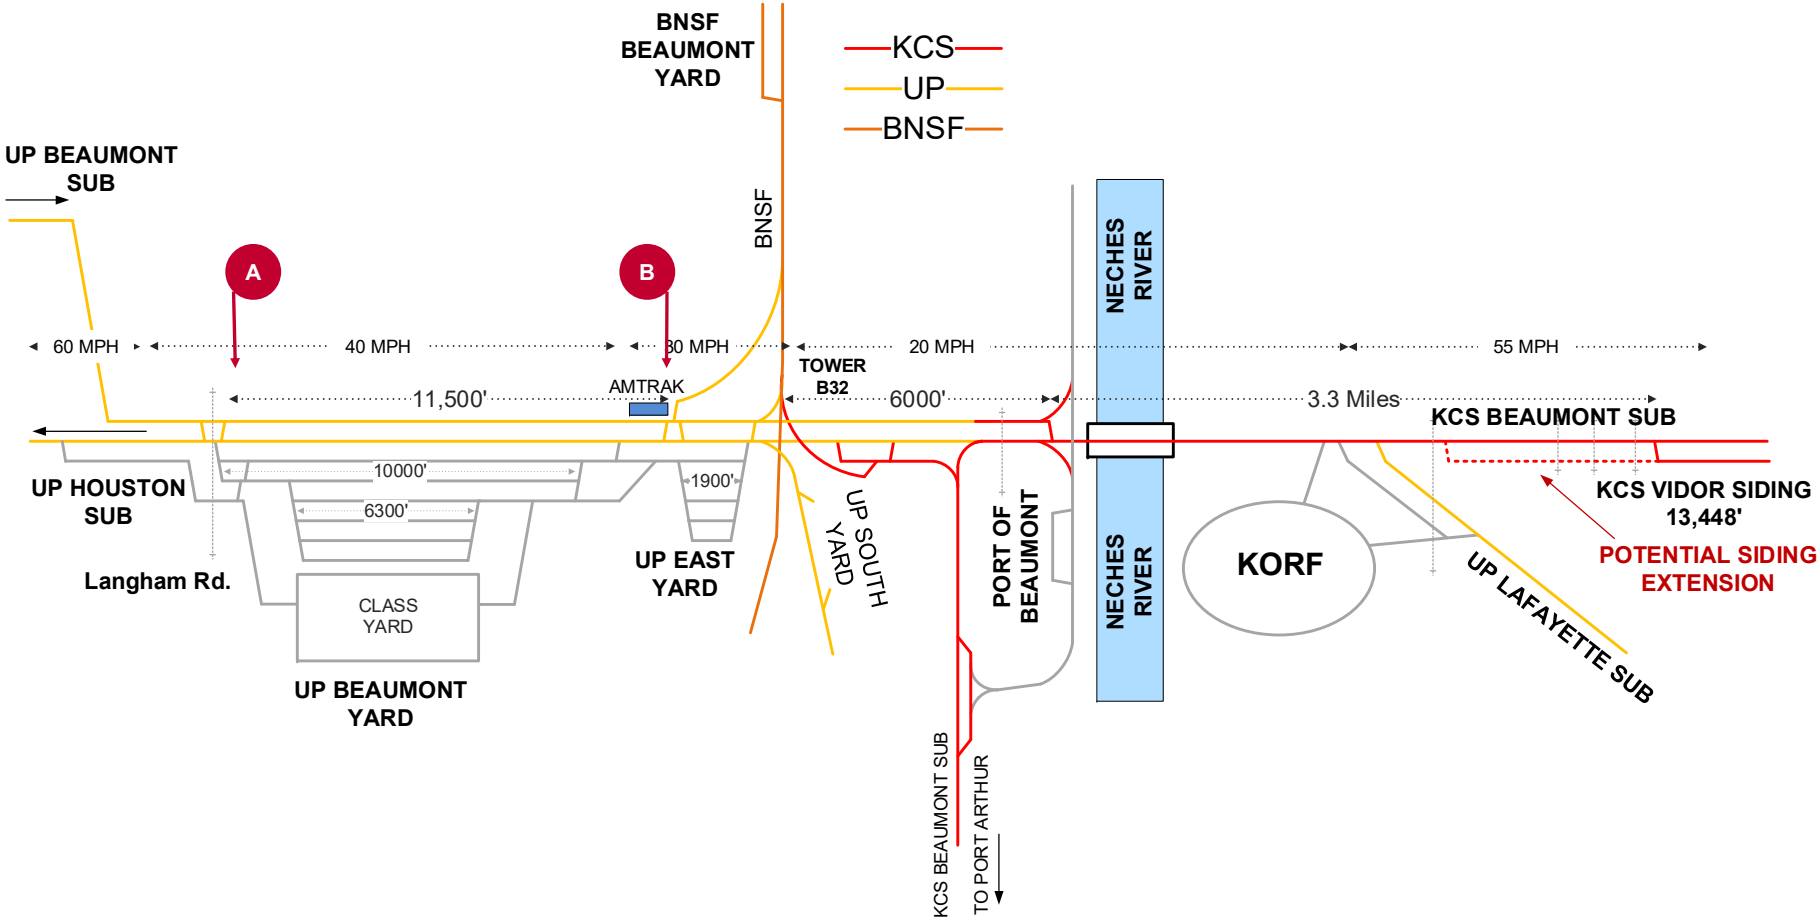 BNSF
BEAUMONT
YARD
KCS
UP
BNSF
UP BEAUMONT
SUB
BNSF
NECHES
RIVER
A
B
60 MPH
40 MPH
30 MPH
20 MPH
55 MPH
TOWER
B32
AMTRAK
11,500'
6000'
3.3 Miles
KCS BEAUMONT SUB
10000'
1900'
6300'
UP HOUSTON
SUB
KCS VIDOR SIDING
13,448'
UP SOUTH
YARD
PORT OF
BEAUMONT
NECHES
RIVER
KORF
UP EAST
YARD
POTENTIAL SIDING
EXTENSION
Langham Rd.
CLASS
YARD
UP LAFAYETTE SUB
UP BEAUMONT
YARD
KCS BEAUMONT SUB
TO PORT ARTHUR